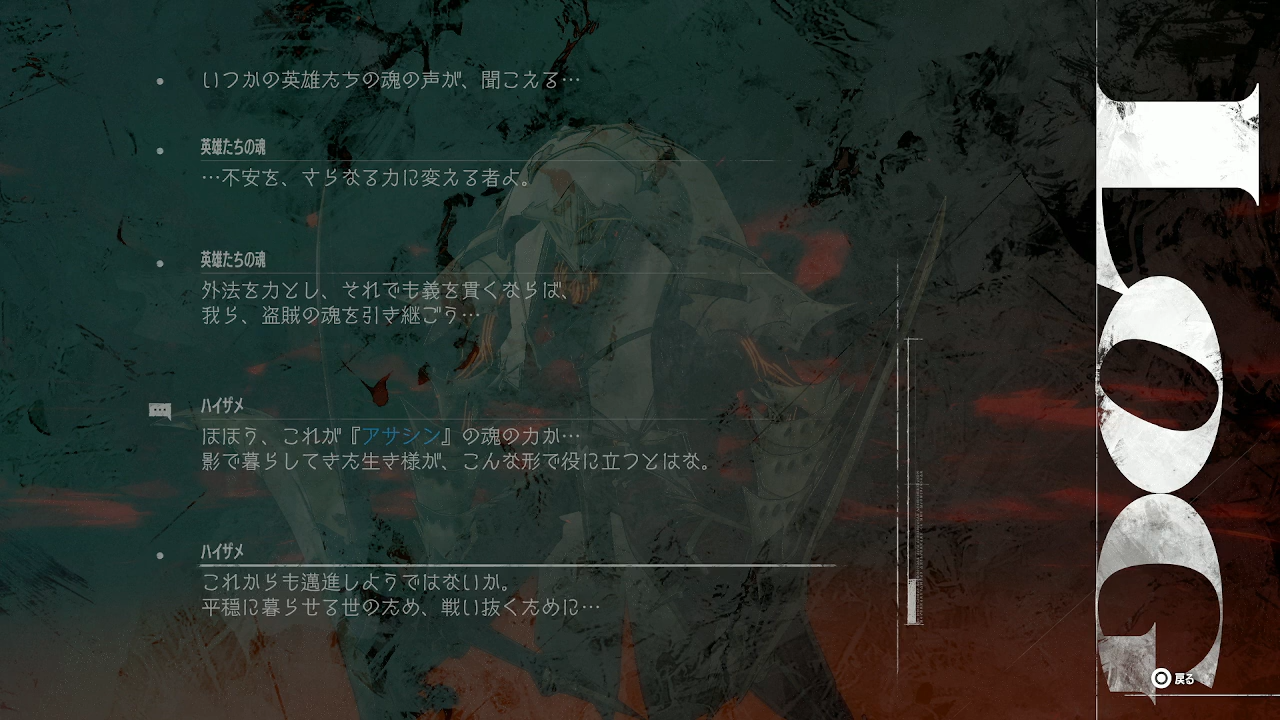 いつかの英雄たちの魂の声が、聞こえる…
英雄たちの魂
…不安を、さらなる力に変える者よ。
英雄たちの魂
外法を力とし、それでも義を貫くならば、
我ら、盗賊の魂を引き継ごう…
ハイザメ
ほほう、これが『アサシン』の魂の力か…
影で暮らしてきた生き様が、こんな形で役に立つとはな。
ハイザメ
これからも邁進しようではないか。
平穏に暮らせる世のため、戦い抜くために…
LOG
戻る